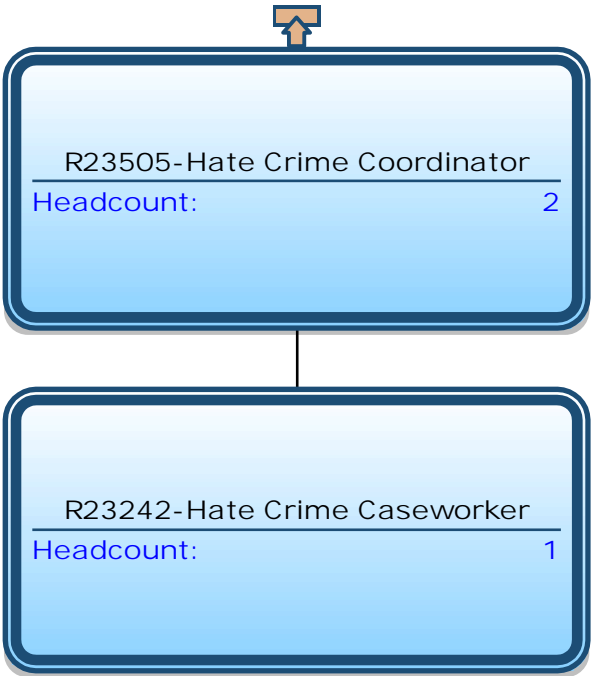 R23505-Hate Crime Coordinator
Headcount: 2
R23242-Hate Crime Caseworker
Headcount: 1